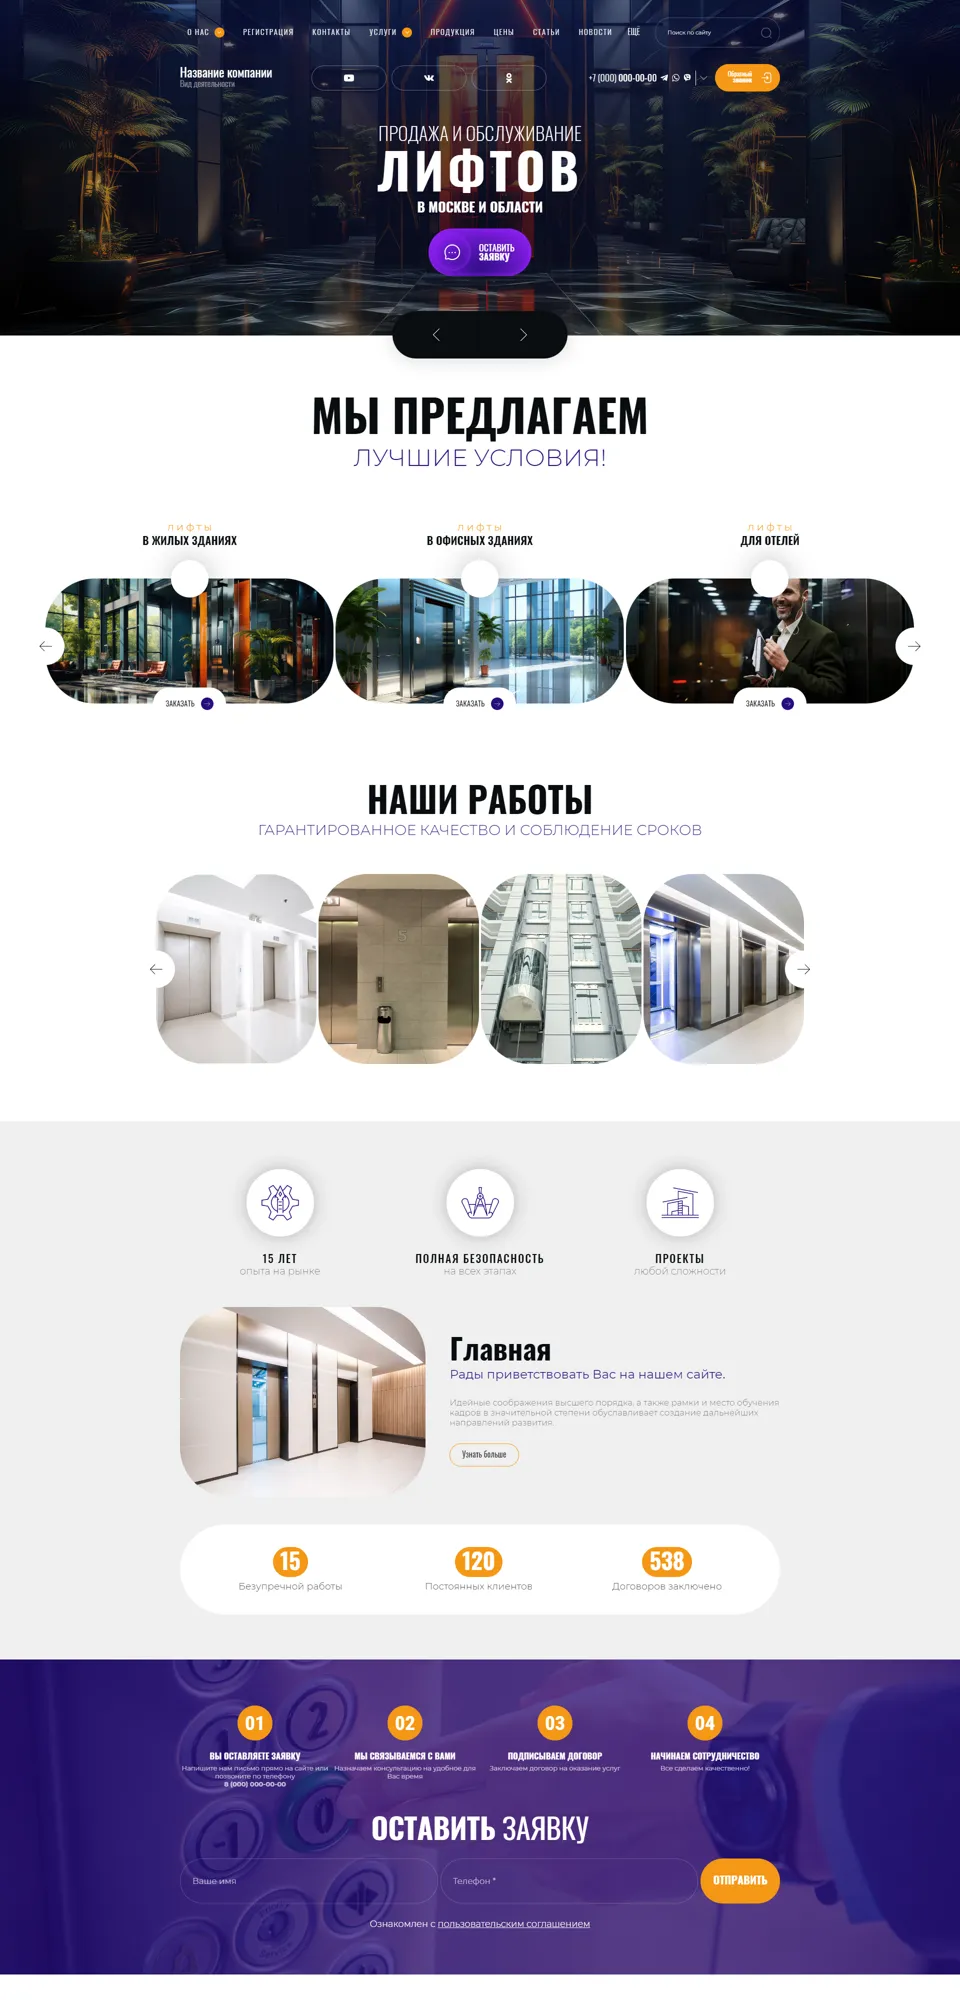 О НАС
РЕГИСТРАЦИЯ
КОНТАКТЫ
УСЛУГИ
ПРОДУКЦИЯ
ЦЕНЫ
СТАТЬИ
НОВОСТИ
ЕЩЁ
Поиск по сайту
Название компании
Вид деятельности
+7 (000) 000-00-00
Обратный
звонок
ПРОДАЖА И ОБСЛУЖИВАНИЕ
ЛИФТОВ
В МОСКВЕ И ОБЛАСТИ
ОСТАВИТЬ
ЗАЯВКУ
МЫ ПРЕДЛАГАЕМ
ЛУЧШИЕ УСЛОВИЯ!
ЛИФТЫ
В ЖИЛЫХ ЗДАНИЯХ
ЗАКАЗАТЬ
ЛИФТЫ
В ОФИСНЫХ ЗДАНИЯХ
ЗАКАЗАТЬ
ЛИФТЫ
ДЛЯ ОТЕЛЕЙ
ЗАКАЗАТЬ
НАШИ РАБОТЫ
ГАРАНТИРОВАННОЕ КАЧЕСТВО И СОБЛЮДЕНИЕ СРОКОВ
5
15 ЛЕТ
опыта на рынке
ПОЛНАЯ БЕЗОПАСНОСТЬ
на всех этапах
ПРОЕКТЫ
любой сложности
Главная
Рады приветствовать Вас на нашем сайте.
Идейные соображения высшего порядка, а также рамки и место обучения
кадров в значительной степени обуславливает создание дальнейших
направлений развития.
Узнать больше
15
Безупречной работы
120
Постоянных клиентов
538
Договоров заключено
01
ВЫ ОСТАВЛЯЕТЕ ЗАЯВКУ
Напишите нам письмо прямо на сайте или
позвоните по телефону
8 (000) 000-00-00
02
МЫ СВЯЗЫВАЕМСЯ С ВАМИ
Назначаем консультацию на удобное для
Вас время
03
ПОДПИСЫВАЕМ ДОГОВОР
Заключаем договор на оказание услуг
04
НАЧИНАЕМ СОТРУДНИЧЕСТВО
Все сделаем качественно!
2
-1
0
ОСТАВИТЬ ЗАЯВКУ
Ваше имя
Телефон *
ОТПРАВИТЬ
Ознакомлен с пользовательским соглашением